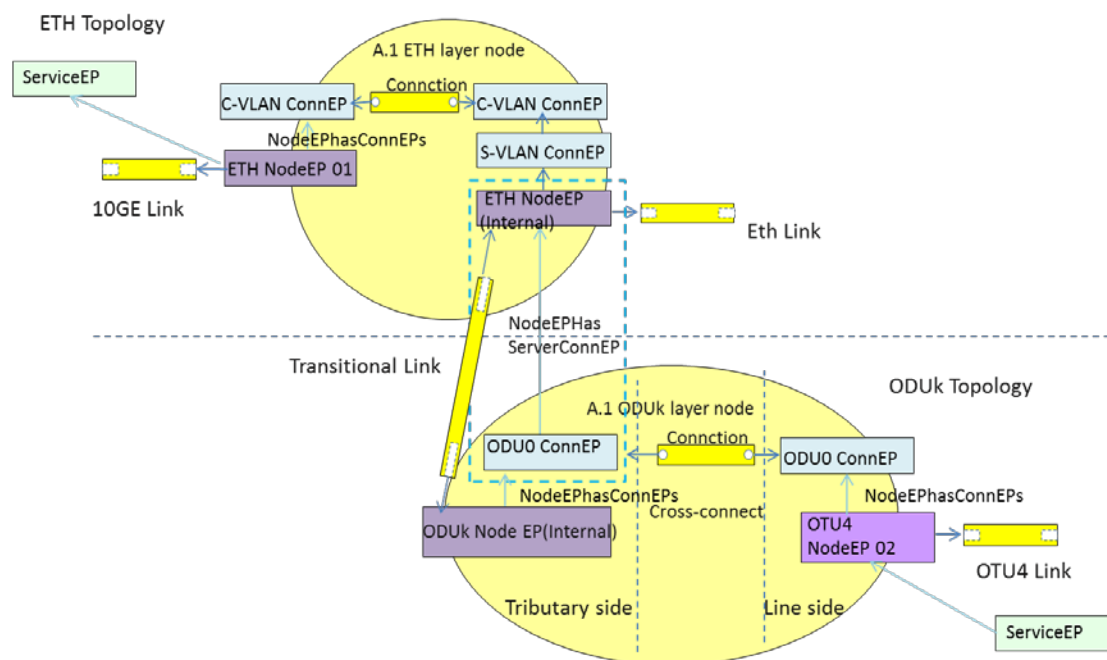 ETH Topology
A.1 ETH layer node
ServiceEP
Connction
C-VLAN ConnEP
C-VLAN ConnEP
NodeEPhasConnEPs
S-VLAN ConnEP
ETH NodeEP 01
10GE Link
ETH NodeEP
(Internal)
Eth Link
NodeEPHas
ServerConnEP
Transitional Link
ODUk Topology
A.1 ODUk layer node
Connction
ODU0 ConnEP
ODU0 ConnEP
NodeEPhasConnEPs
NodeEPhasConnEPs
Cross-connect
ODUk Node EP(Internal)
OTU4
NodeEP 02
OTU4 Link
Tributary side
Line side
ServiceEP